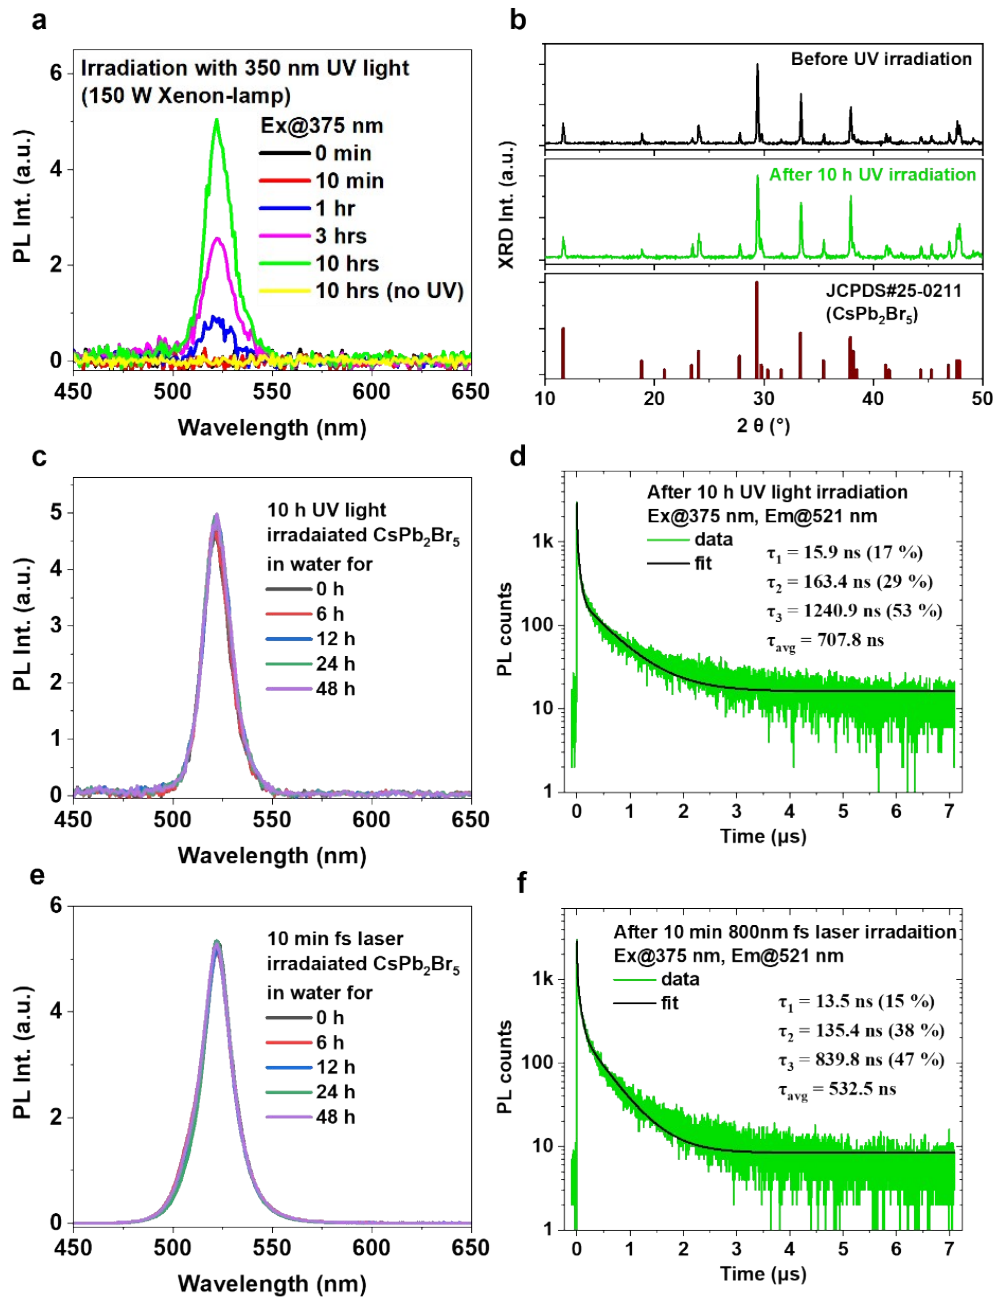 a
Irradiation with 350 nm UV light
(150 W Xenon-lamp)
Ex@375 nm
0 min
10 min
1 hr
3 hrs
10 hrs
10 hrs (no UV)
PL Int. (a.u.)
6
4
2
0
450 500 550 600 650
Wavelength (nm)
b
Before UV irradiation
After 10 h UV irradiation
JCPDS#25-0211
(CsPb₂Br₅)
XRD Int. (a.u.)
10 20 30 40 50
2 θ (°)
c
10 h UV light
irradaiated CsPb₂Br₅
in water for
0 h
6 h
12 h
24 h
48 h
PL Int. (a.u.)
5
4
3
2
1
0
450 500 550 600 650
Wavelength (nm)
d
After 10 h UV light irradiation
Ex@375 nm, Em@521 nm
data
fit
τ₁ = 15.9 ns (17 %)
τ₂ = 163.4 ns (29 %)
τ₃ = 1240.9 ns (53 %)
τavg = 707.8 ns
PL counts
1k
100
10
1
0 1 2 3 4 5 6 7
Time (µs)
e
10 min fs laser
irradaiated CsPb₂Br₅
in water for
0 h
6 h
12 h
24 h
48 h
PL Int. (a.u.)
6
4
2
0
450 500 550 600 650
Wavelength (nm)
f
After 10 min 800nm fs laser irradaition
Ex@375 nm, Em@521 nm
data
fit
τ₁ = 13.5 ns (15 %)
τ₂ = 135.4 ns (38 %)
τ₃ = 839.8 ns (47 %)
τavg = 532.5 ns
PL counts
1k
100
10
1
0 1 2 3 4 5 6 7
Time (µs)